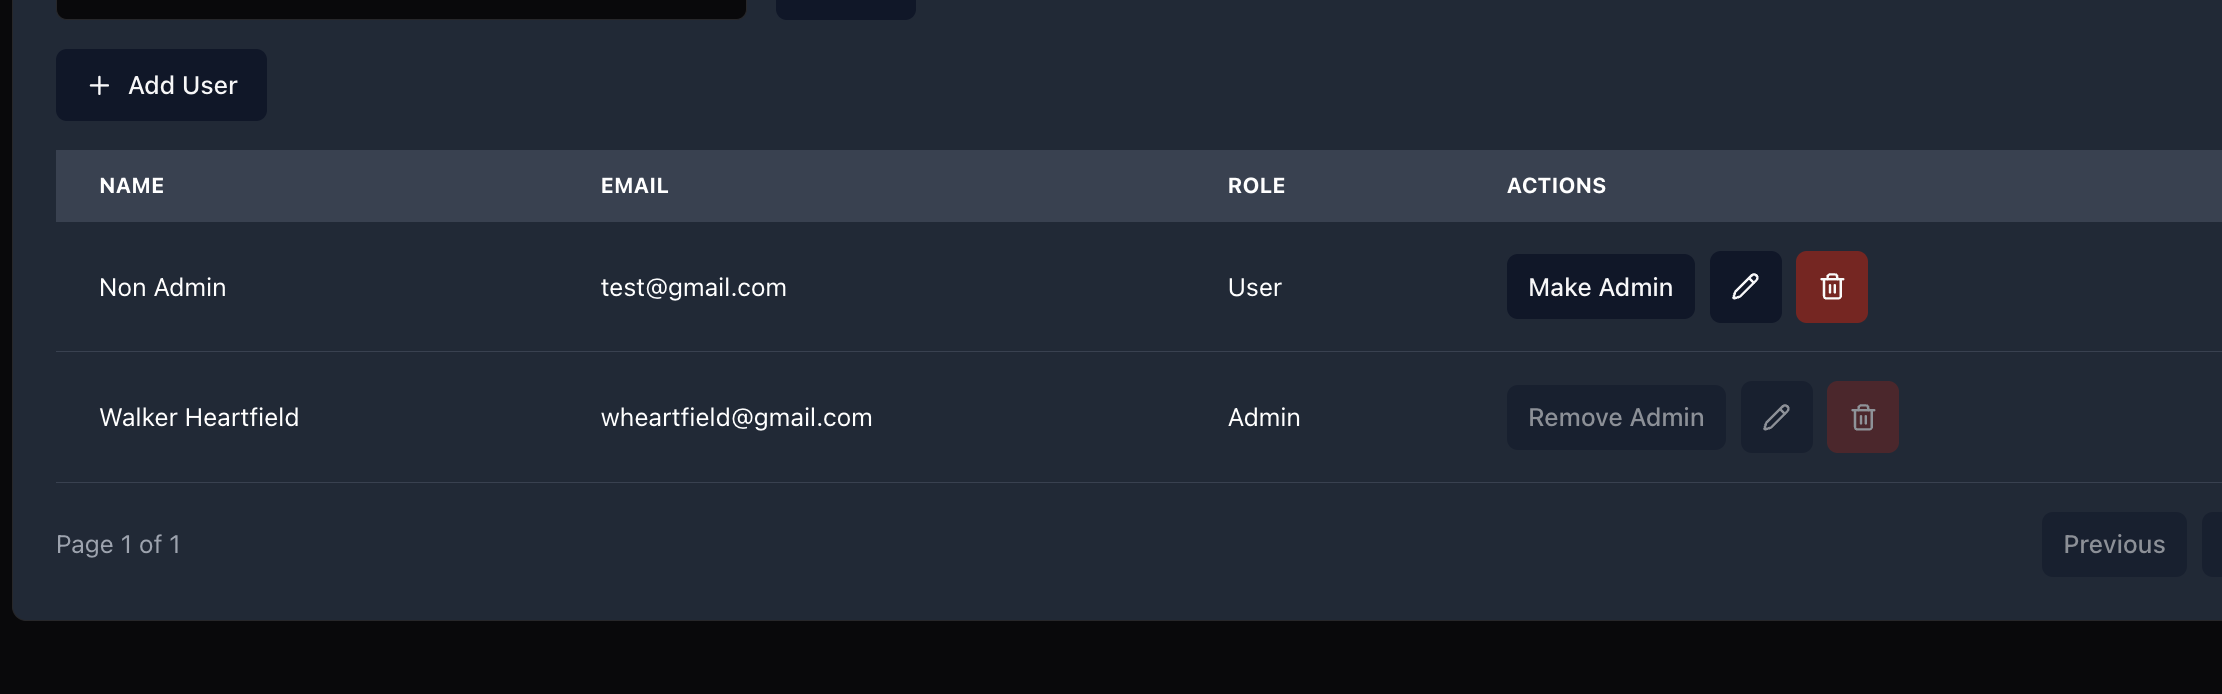 Add User
NAME EMAIL ROLE ACTIONS
Non Admin test@gmail.com User Make Admin
Walker Heartfield wheartfield@gmail.com Admin Remove Admin
Page 1 of 1 Previous